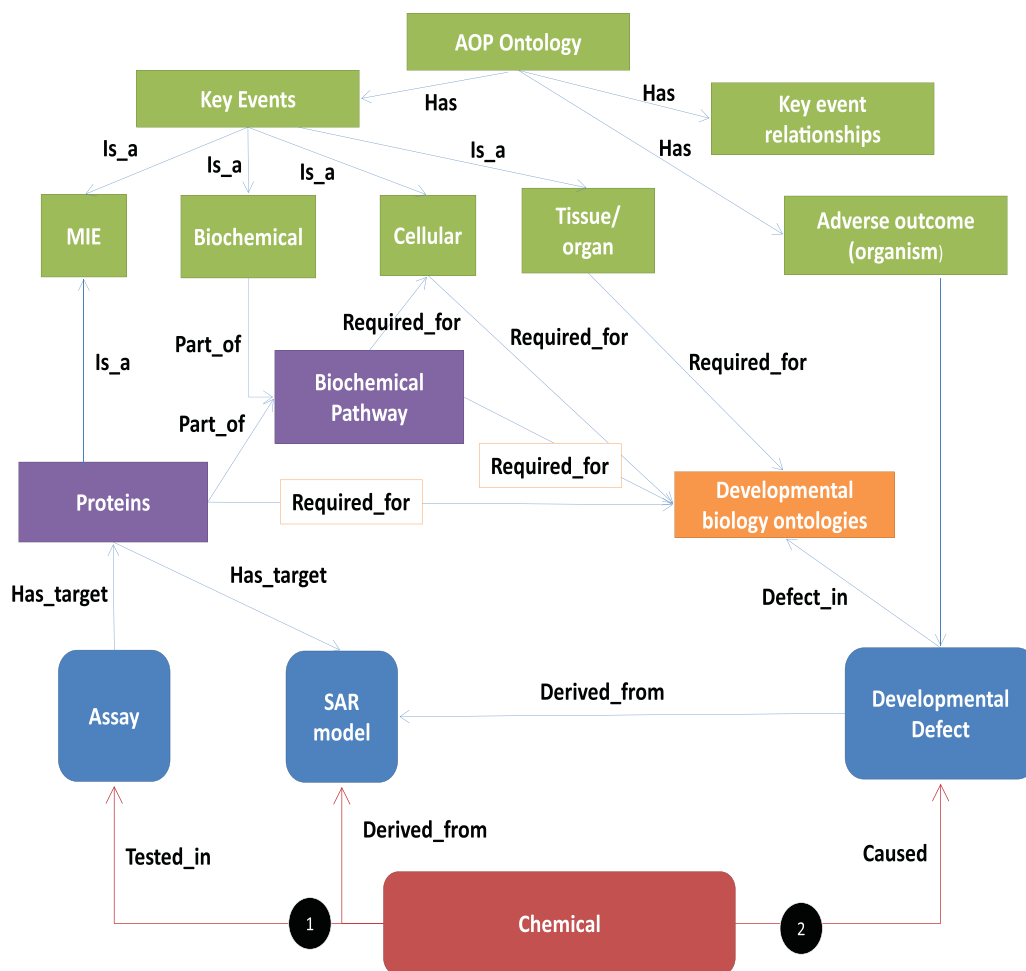 AOP Ontology
Has
Key Events
Has
Key event
relationships
Has
Is_a
Is_a
Is_a
Is_a
MIE
Biochemical
Cellular
Tissue/
organ
Adverse outcome
(organism)
Required_for
Required_for
Part_of
Is_a
Required_for
Biochemical
Pathway
Part_of
Required_for
Proteins
Required_for
Developmental
biology ontologies
Has_target
Has_target
Defect_in
Assay
SAR
model
Derived_from
Developmental
Defect
Tested_in
Derived_from
Caused
1
Chemical
2